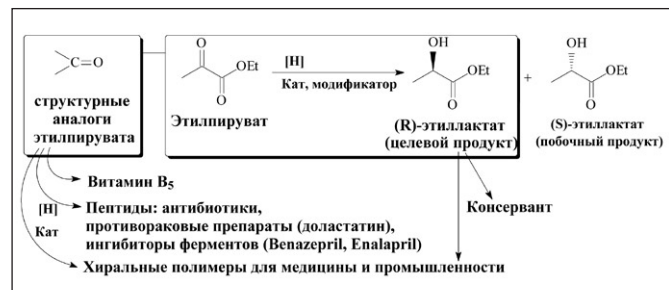 C=O
структурные
аналоги
этилпирувата
O
OEt
O
Этилпируват
[H]
Кат, модификатор
OH
OEt
O
(R)-этиллактат
(целевой продукт)
+
OH
OEt
O
(S)-этиллактат
(побочный продукт)
[H]
Кат
Витамин B5
Пептиды: антибиотики,
противораковые препараты (доластатин),
ингибиторы ферментов (Benazepril, Enalapril)
Консервант
Хиральные полимеры для медицины и промышленности